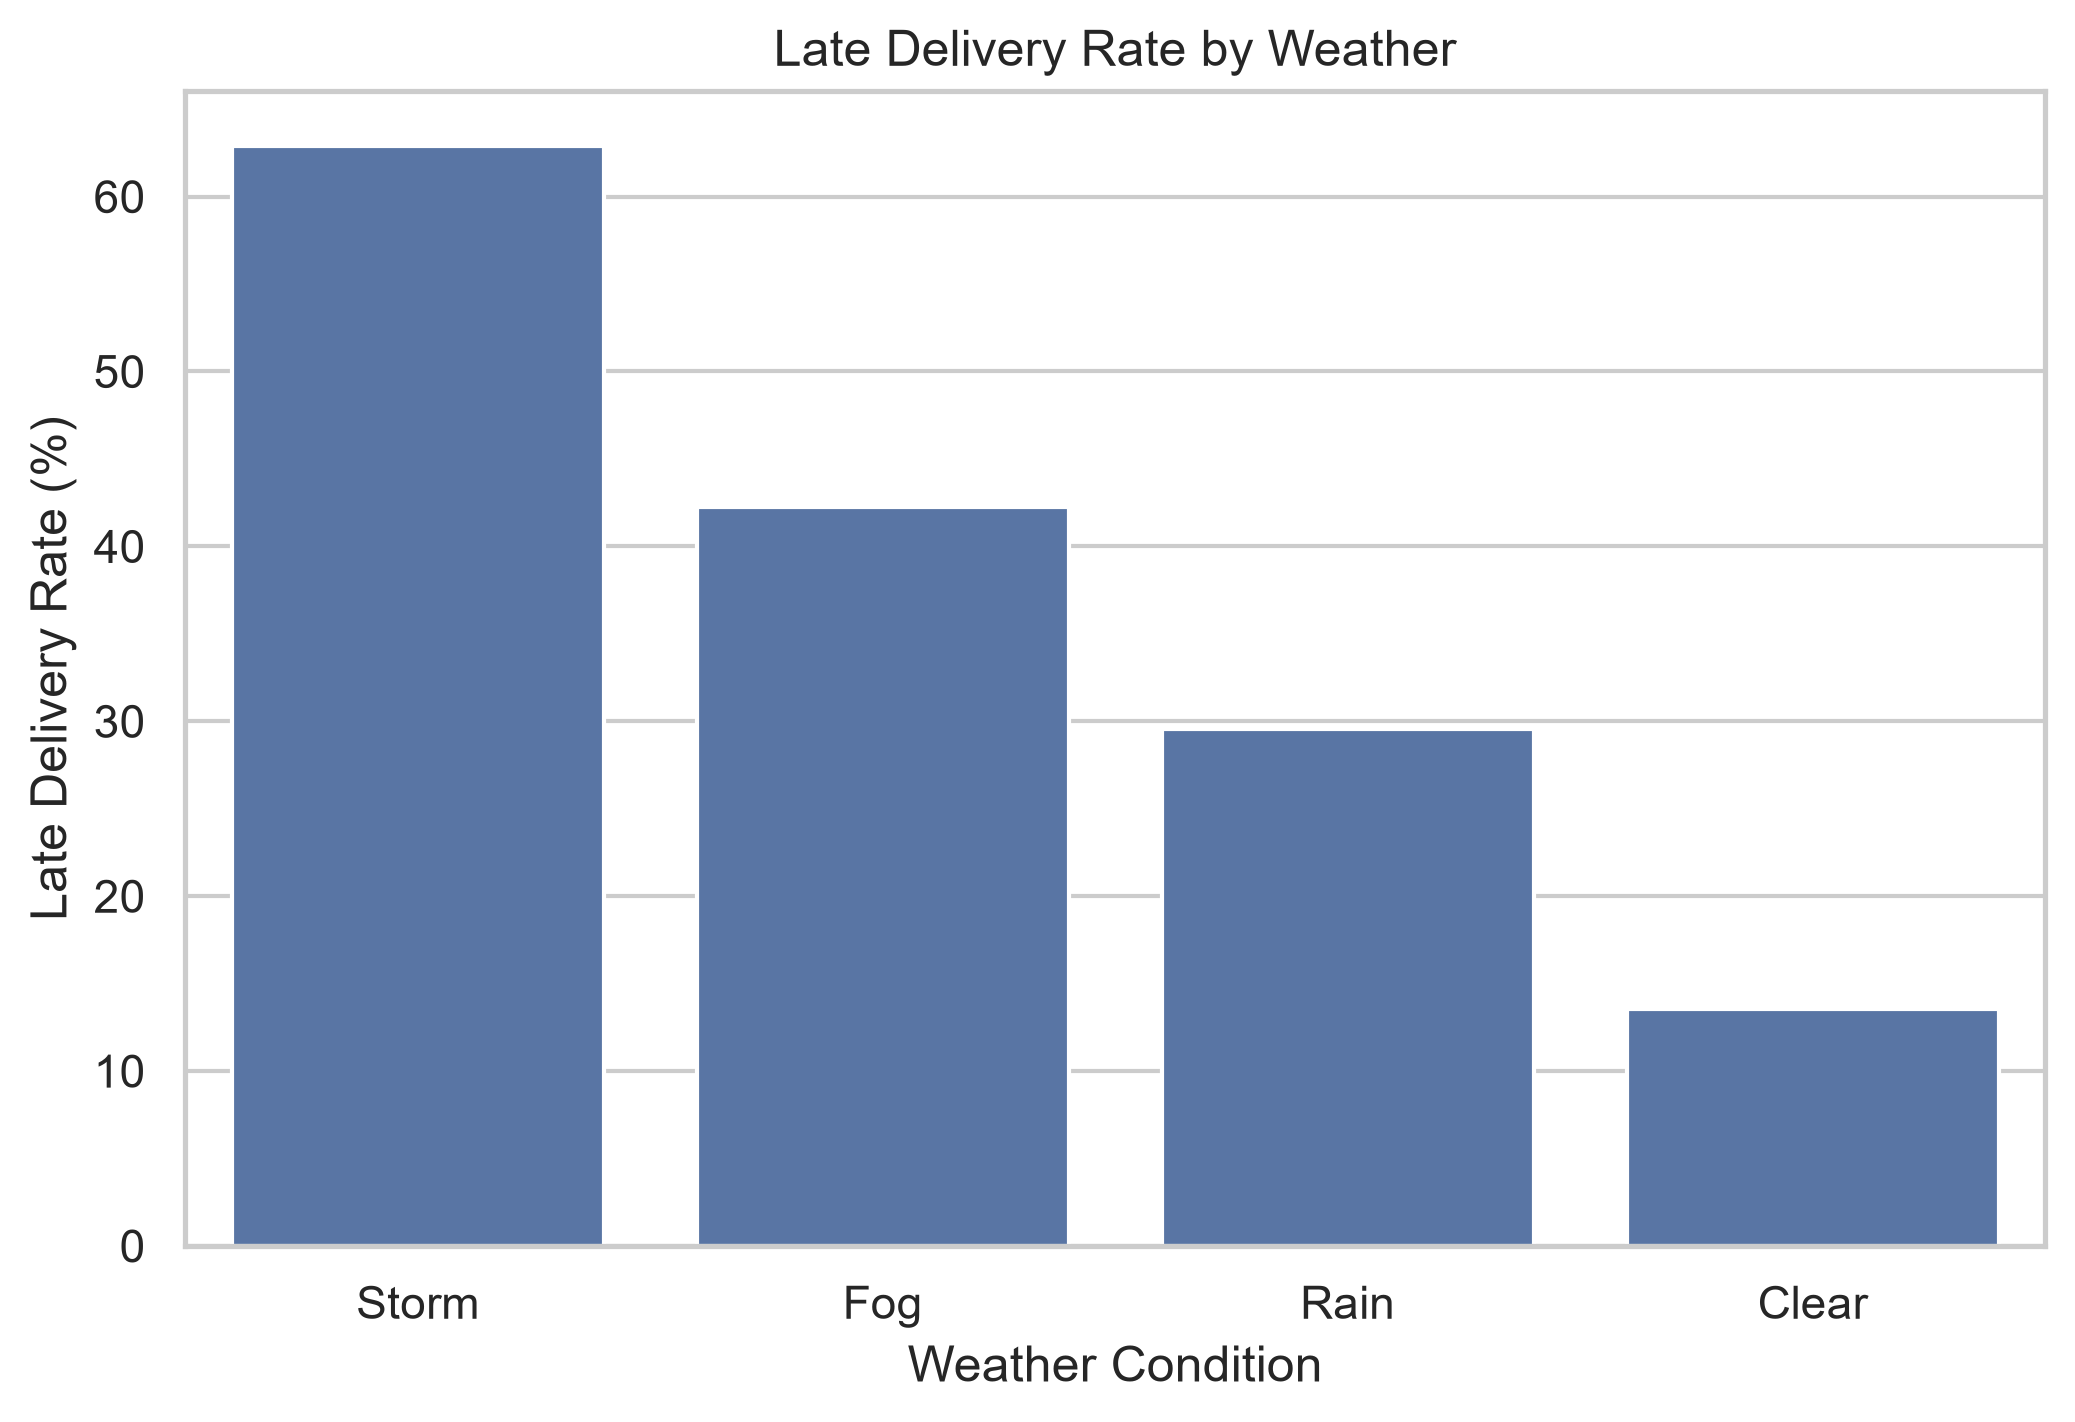 Late Delivery Rate by Weather
Late Delivery Rate (%)
60
50
40
30
20
10
0
Storm
Fog
Rain
Clear
Weather Condition